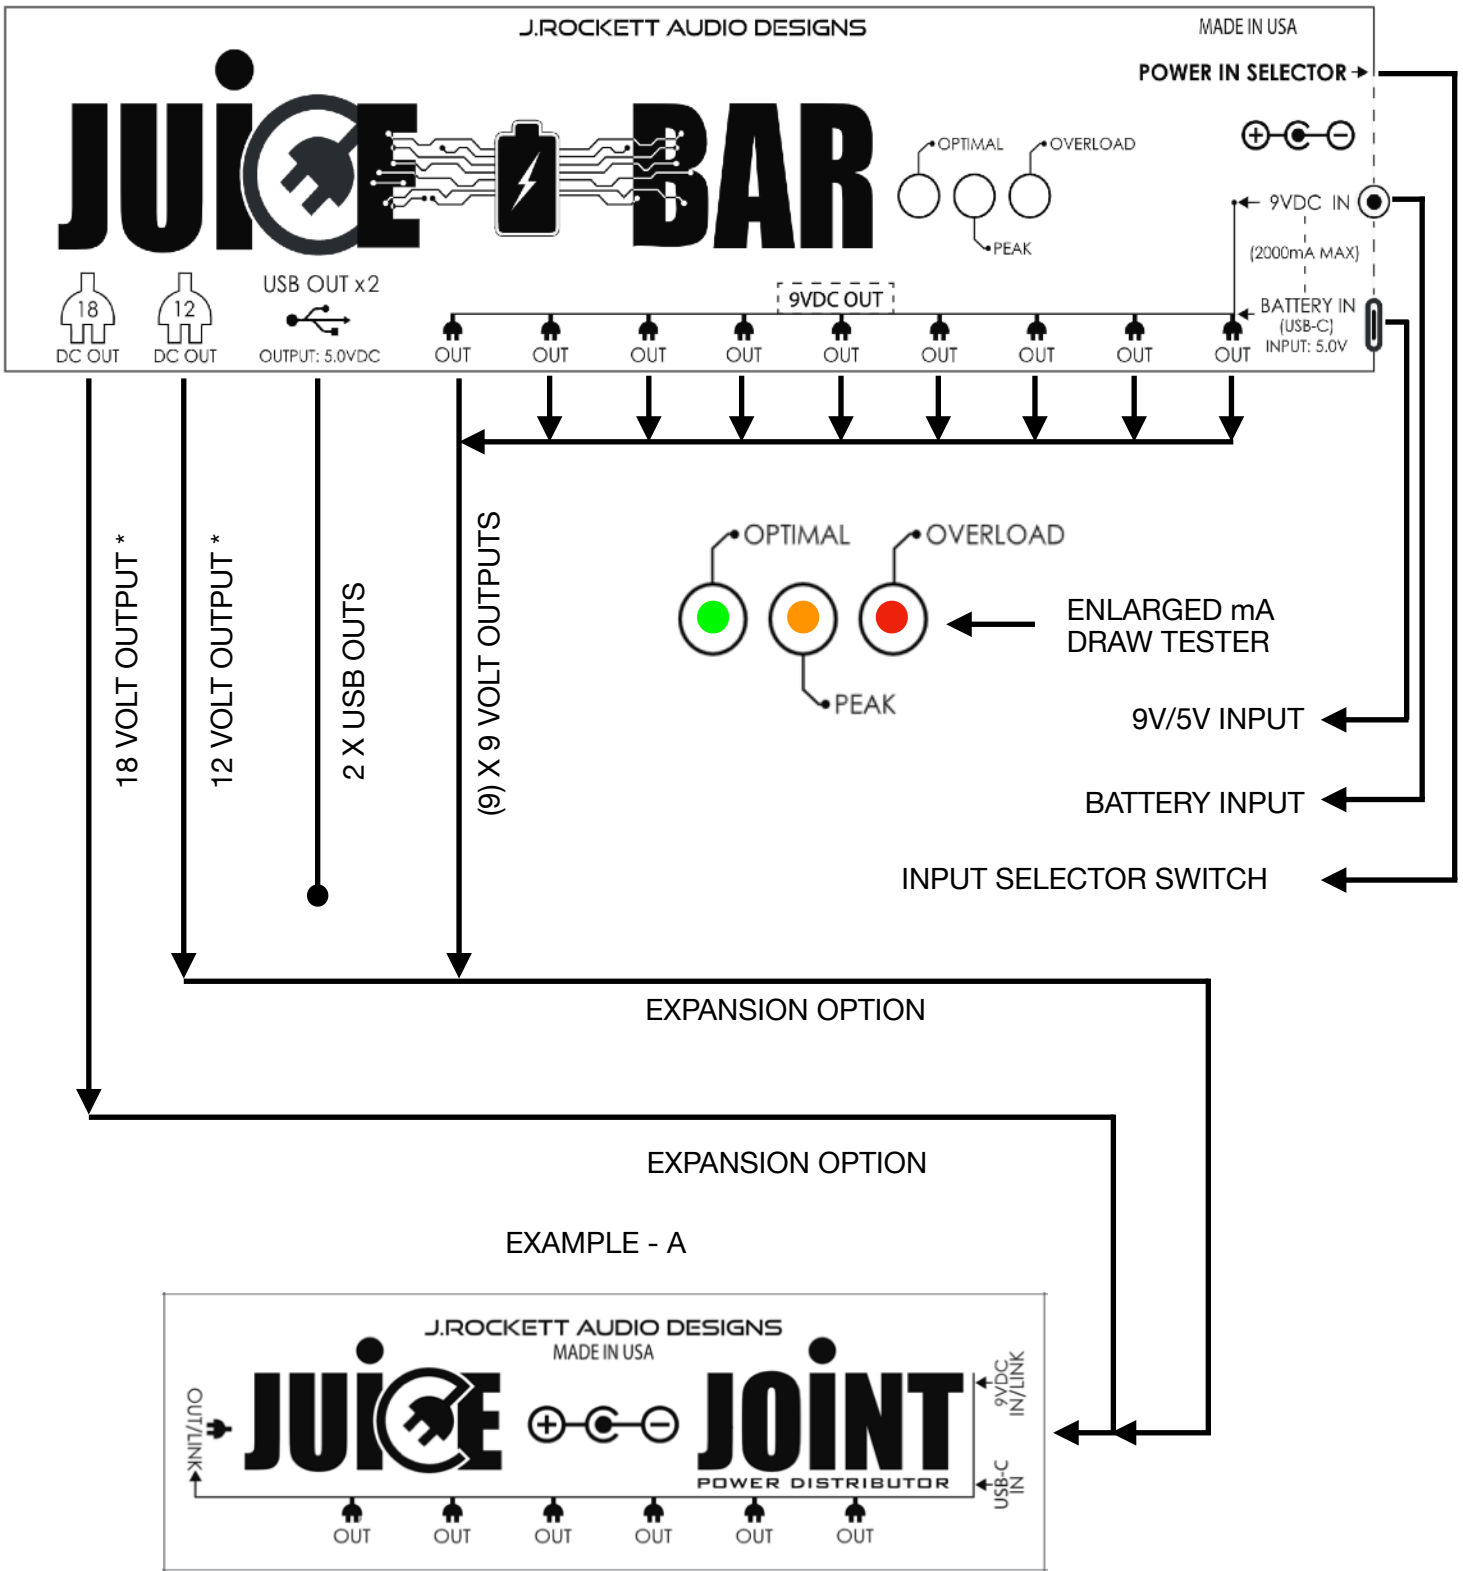 J.ROCKETT AUDIO DESIGNS
MADE IN USA
POWER IN SELECTOR
JUiCE BAR
OPTIMAL
OVERLOAD
PEAK
9VDC IN
(2000mA MAX)
BATTERY IN
(USB-C)
INPUT: 5.0V
18
DC OUT
12
DC OUT
USB OUT x2
OUTPUT: 5.0VDC
9VDC OUT
OUT
OUT
OUT
OUT
OUT
OUT
OUT
OUT
OUT
18 VOLT OUTPUT *
12 VOLT OUTPUT *
2 X USB OUTS
(9) X 9 VOLT OUTPUTS
OPTIMAL
OVERLOAD
PEAK
ENLARGED mA
DRAW TESTER
9V/5V INPUT
BATTERY INPUT
INPUT SELECTOR SWITCH
EXPANSION OPTION
EXPANSION OPTION
EXAMPLE - A
J.ROCKETT AUDIO DESIGNS
MADE IN USA
JUiCE JOiNT
POWER DISTRIBUTOR
OUT/LINK
9VDC
IN/LINK
USB-C
IN
OUT
OUT
OUT
OUT
OUT
OUT